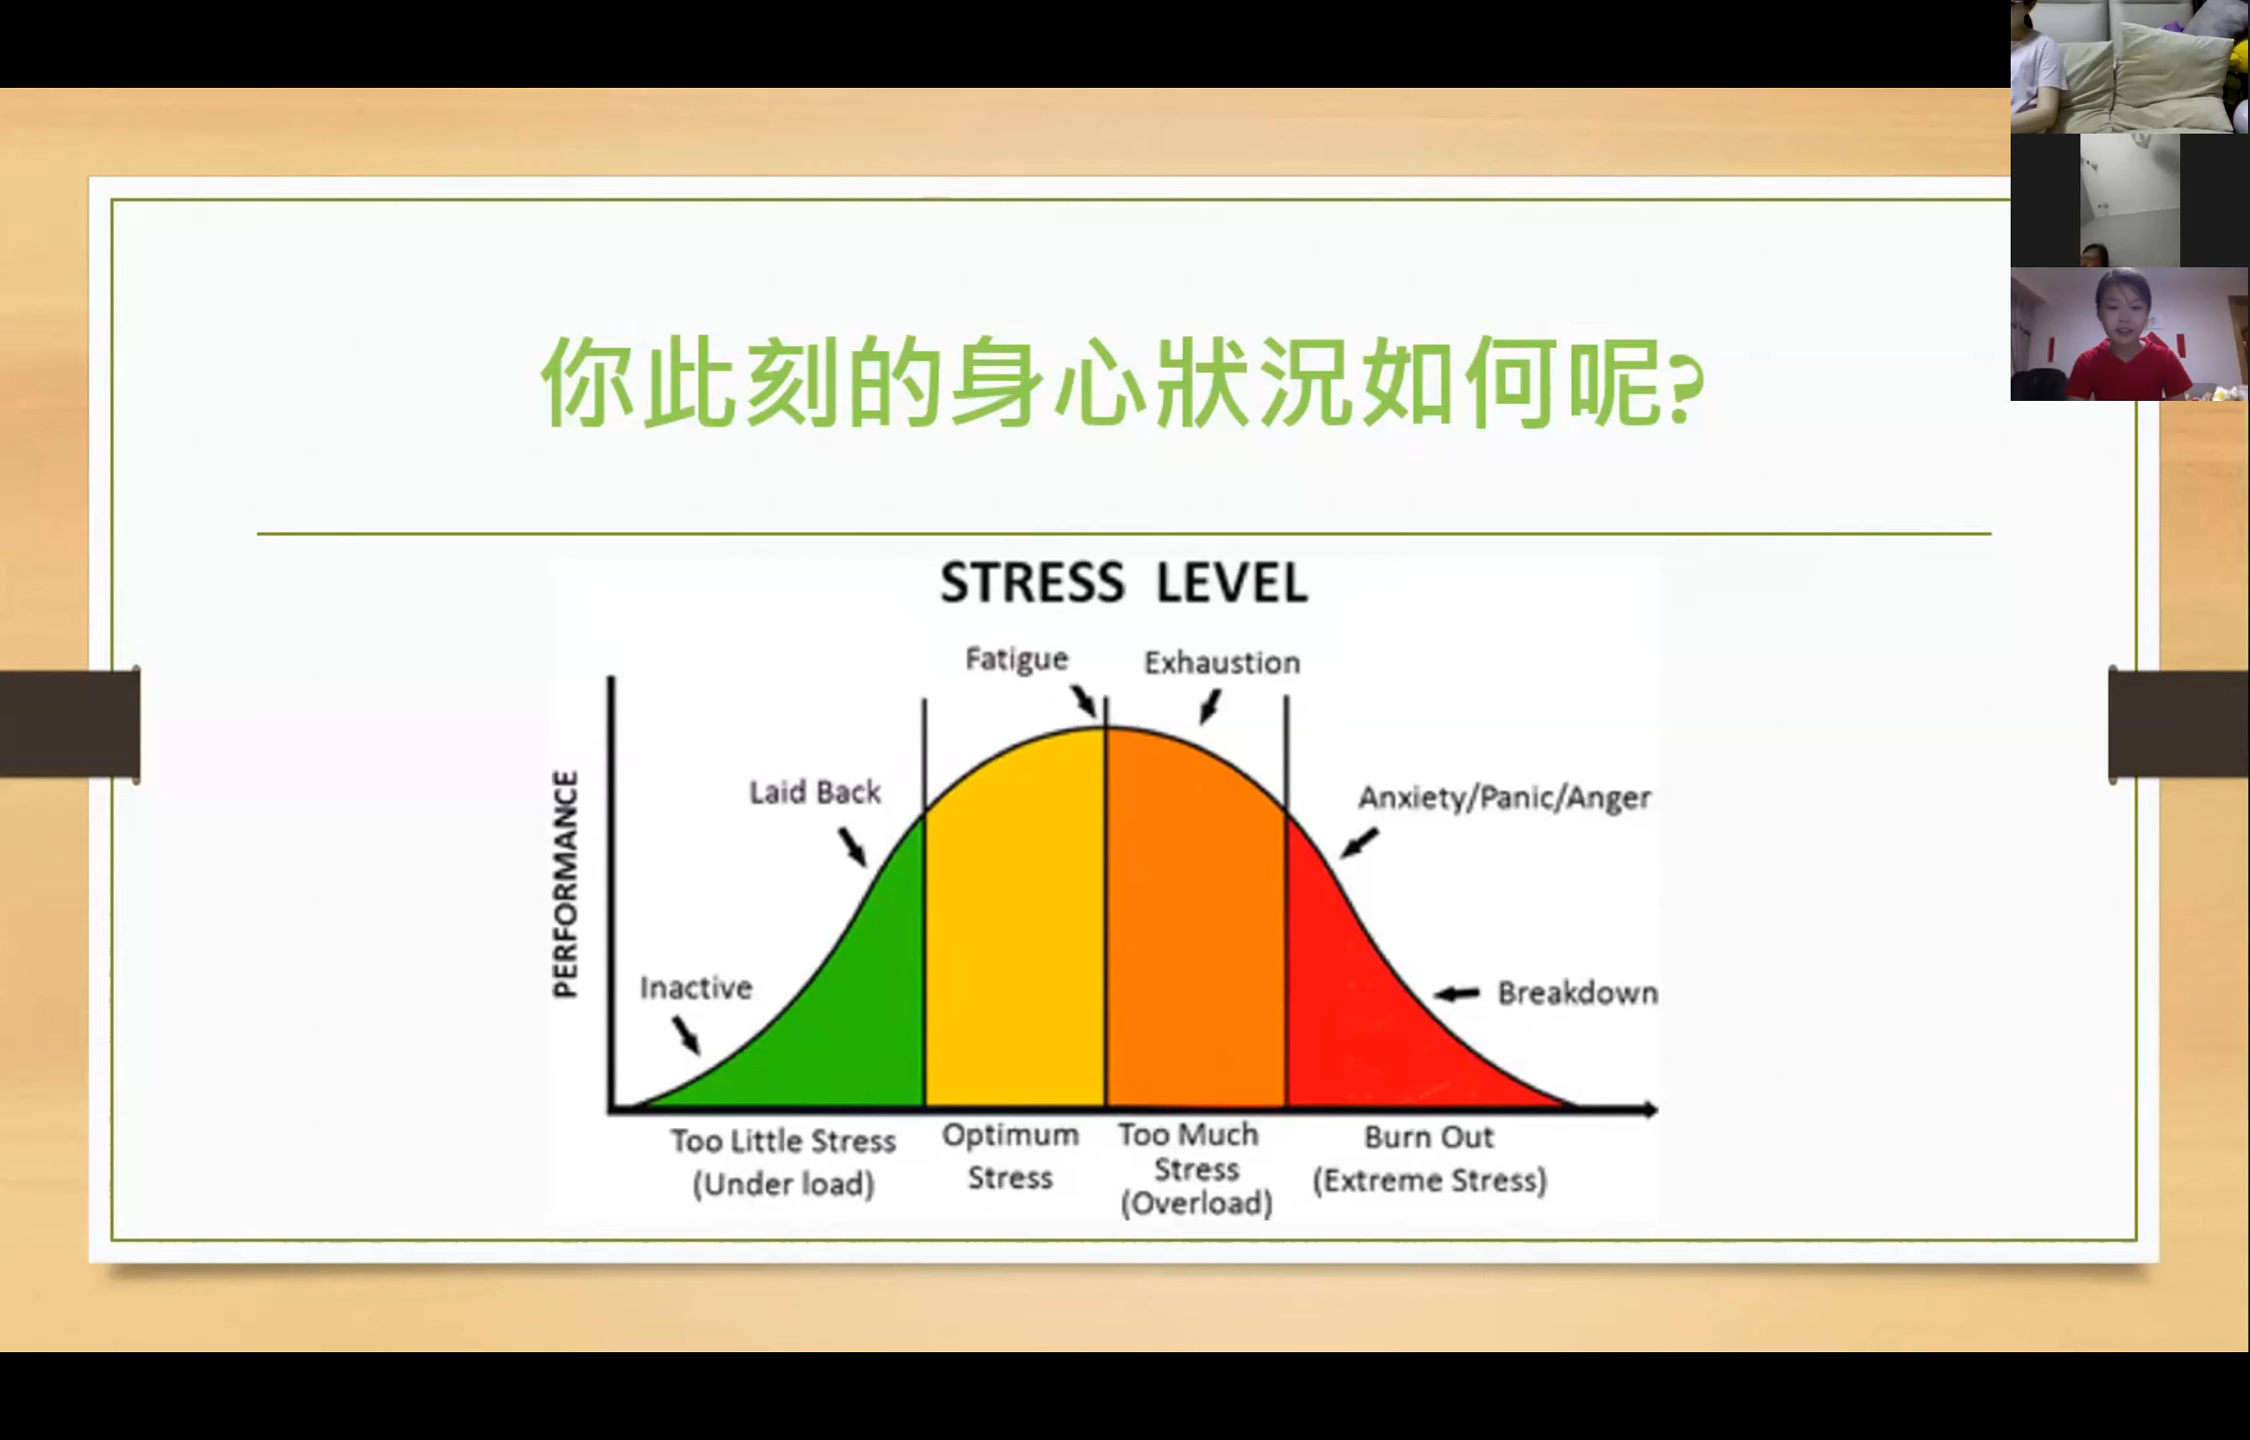 你此刻的身心狀況如何呢?
STRESS LEVEL
Fatigue
Exhaustion
Laid Back
Anxiety/Panic/Anger
PERFORMANCE
Inactive
Breakdown
Too Little Stress
(Under load)
Optimum
Stress
Too Much
Stress
(Overload)
Burn Out
(Extreme Stress)